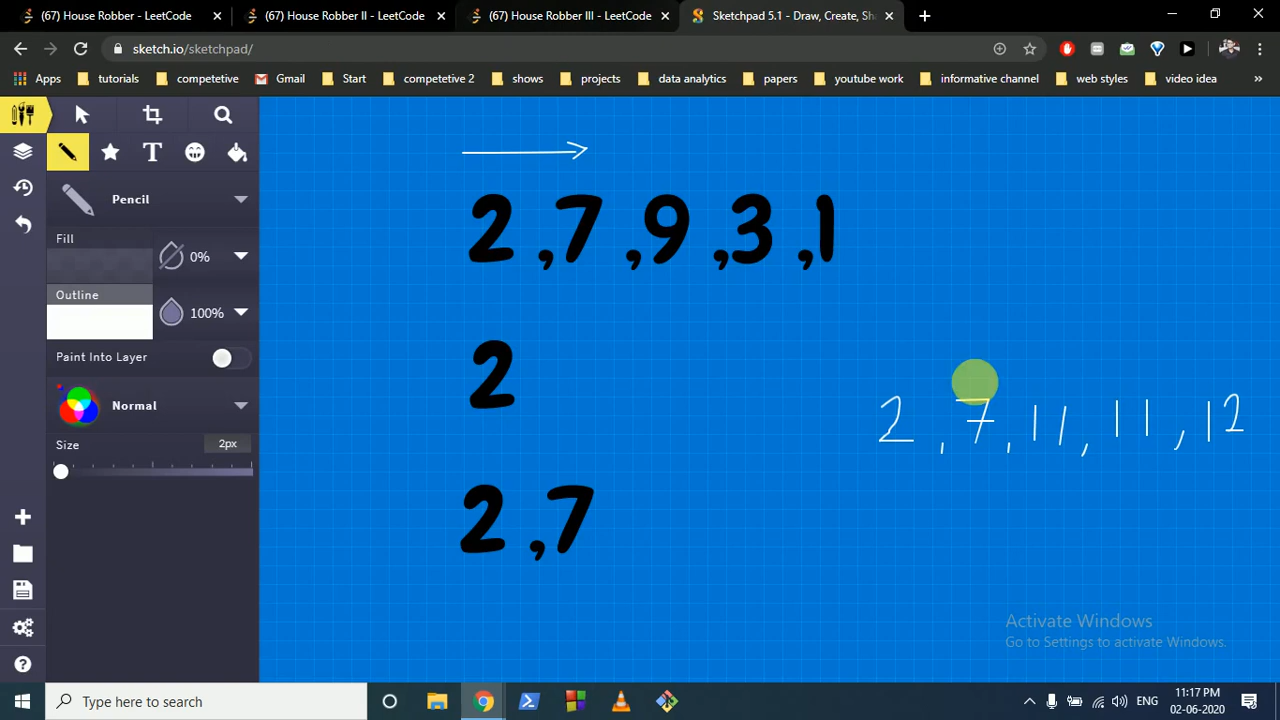 (67) House Robber - LeetCode
(67) House Robber II - LeetCode
(67) House Robber III - LeetCode
Sketchpad 5.1 - Draw, Create, Sha
sketch.io/sketchpad/
Apps tutorials competetive Gmail Start competetive 2 shows projects data analytics papers youtube work informative channel web styles video idea »
Pencil
Fill
0%
Outline
100%
Paint Into Layer
Normal
Size
2px
2 ,7 ,9 ,3 ,1
2
2 , 7 , 11 , 11 , 12
2 ,7
Activate Windows
Go to Settings to activate Windows.
Type here to search
ENG
11:17 PM
02-06-2020